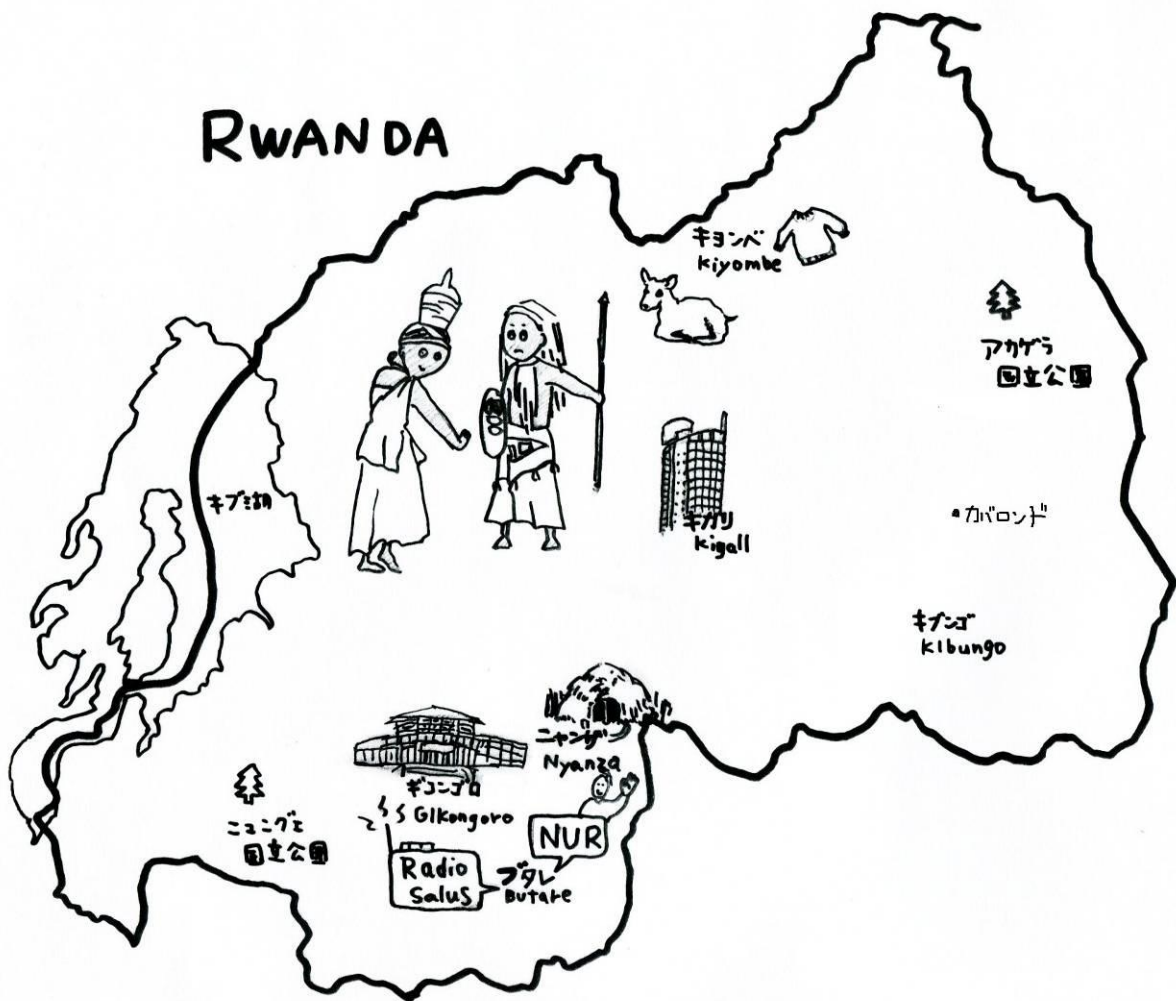 RWANDA
キヨンベ
Kiyombe
アカゲラ
国立公園
キブ湖
キガリ
Kigall
カバロンド
キブンゴ
Kibungo
ニャンザ
Nyanza
ギコンゴロ
GIKongoro
ニュングエ
国立公園
NUR
Radio
Salus
ブタレ
Butare